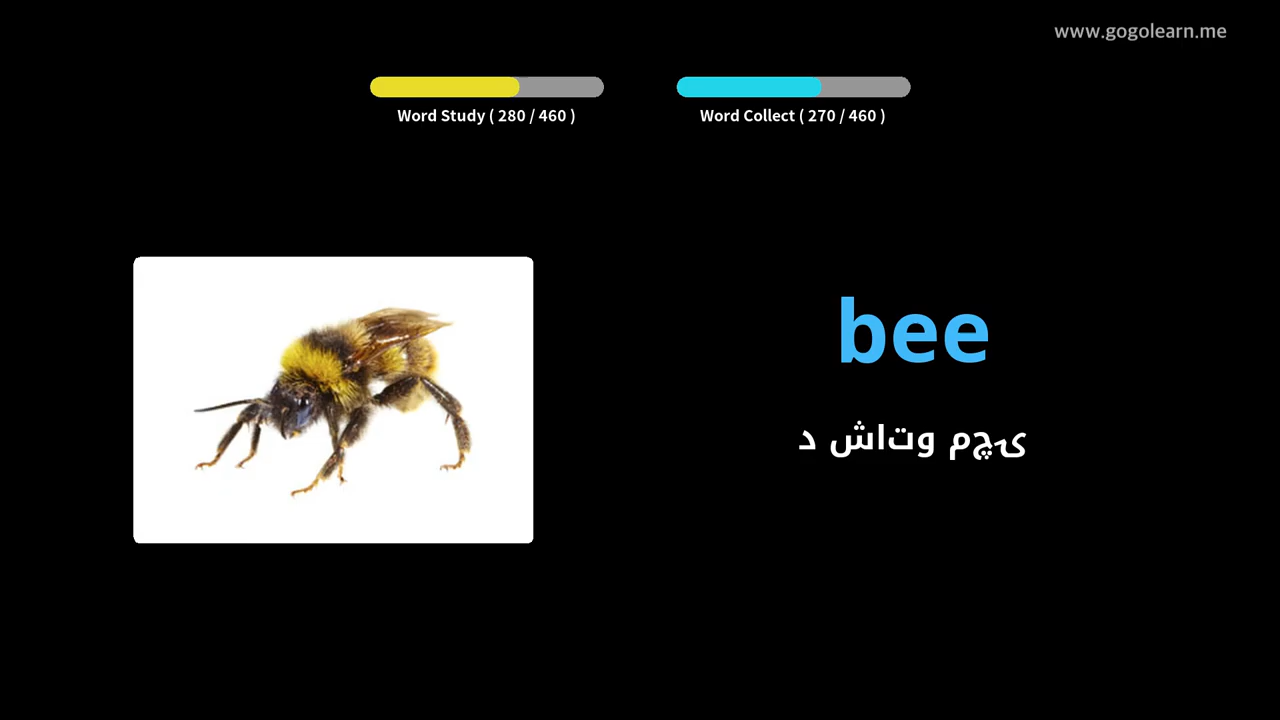 www.gogolearn.me
Word Study ( 280 / 460 )
Word Collect ( 270 / 460 )
bee
د شاتو مچۍ